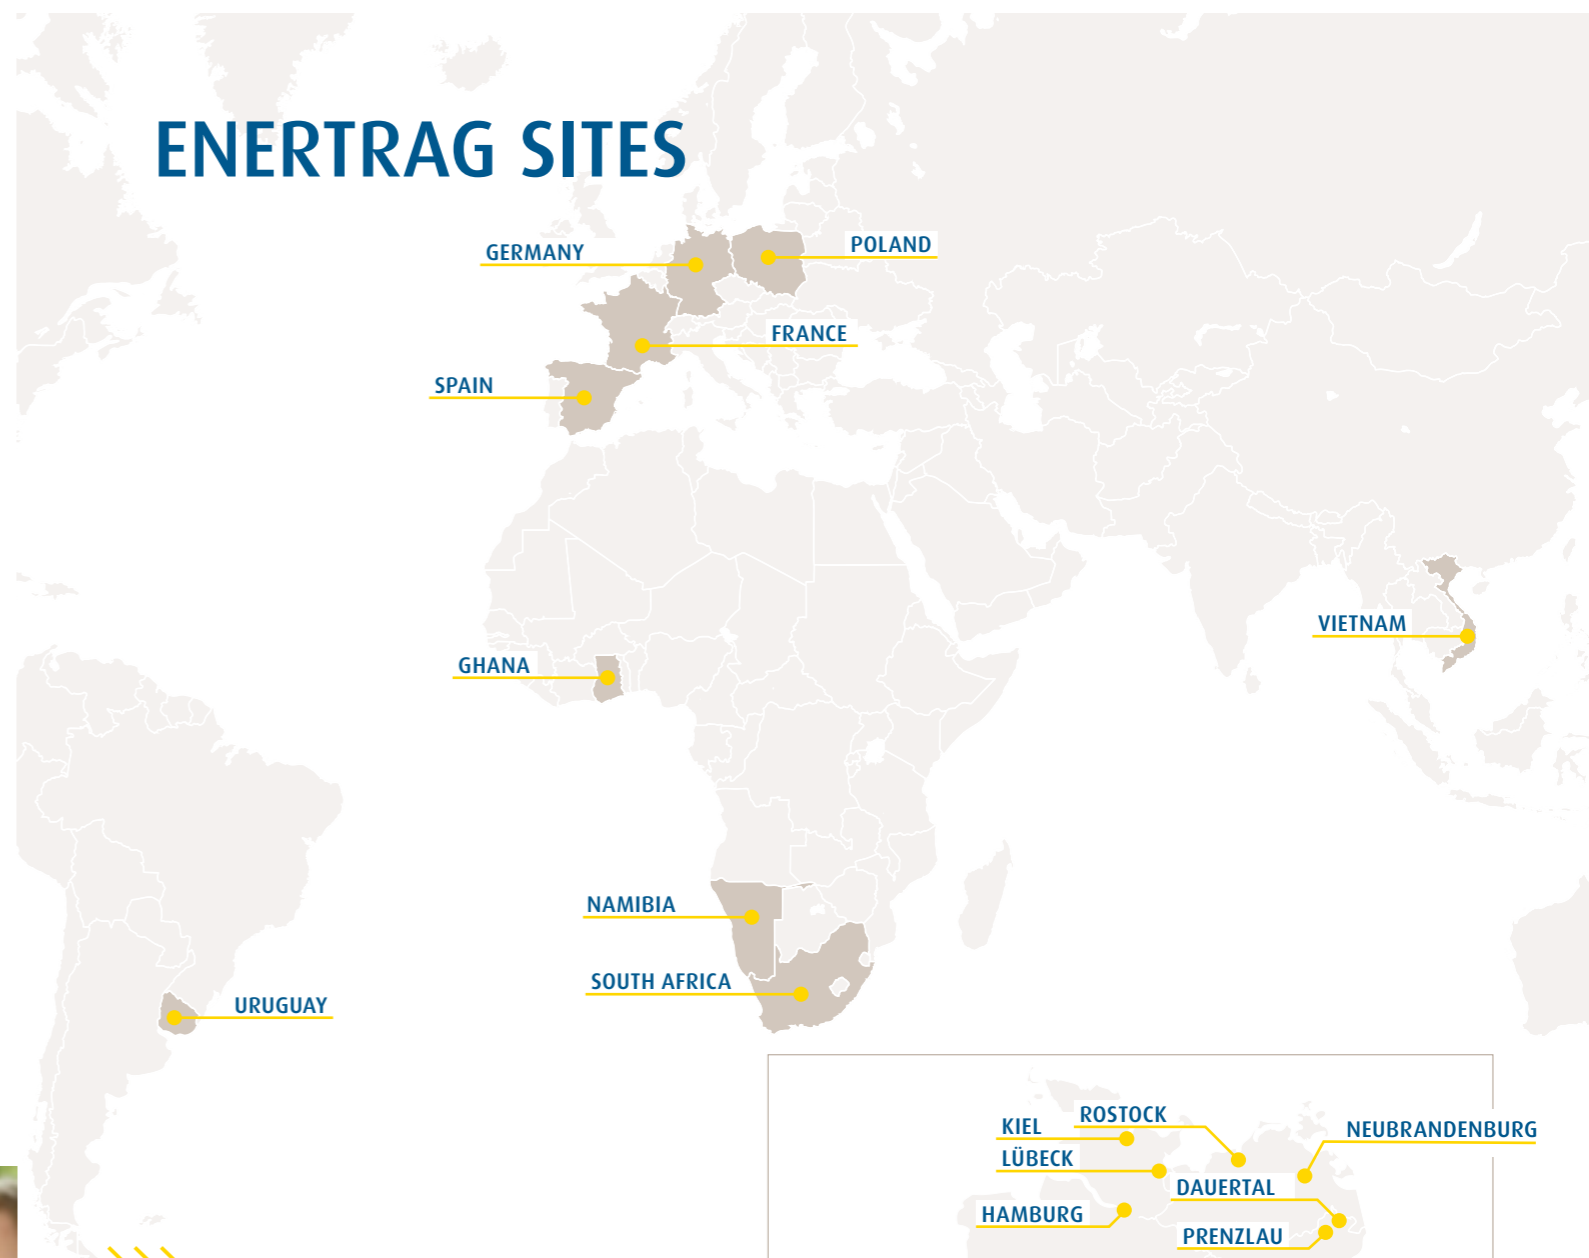 ENERTRAG SITES
GERMANY
POLAND
FRANCE
SPAIN
VIETNAM
GHANA
NAMIBIA
SOUTH AFRICA
URUGUAY
ROSTOCK
KIEL
NEUBRANDENBURG
LÜBECK
DAUERTAL
HAMBURG
PRENZLAU